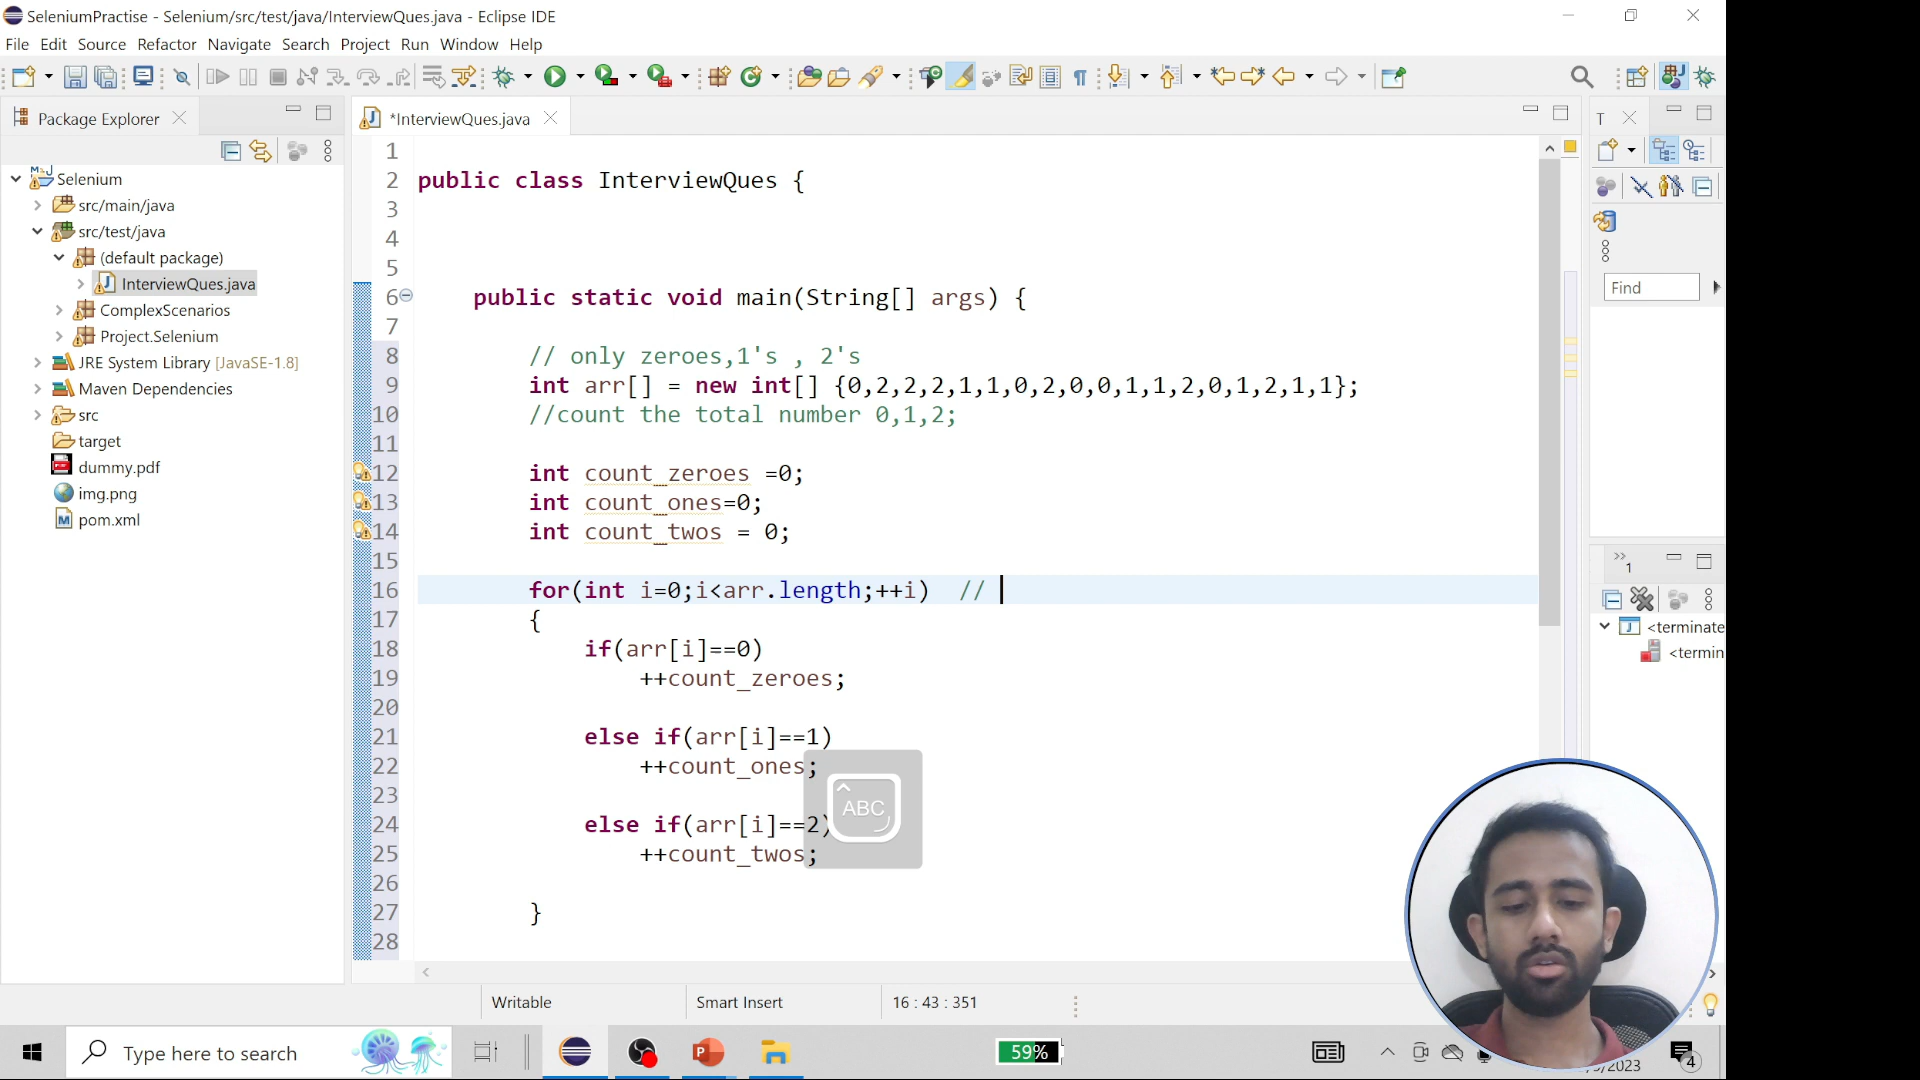 SeleniumPractise - Selenium/src/test/java/InterviewQues.java - Eclipse IDE
File Edit Source Refactor Navigate Search Project Run Window Help
Package Explorer
*InterviewQues.java
T
Selenium
src/main/java
src/test/java
(default package)
InterviewQues.java
ComplexScenarios
Project.Selenium
JRE System Library [JavaSE-1.8]
Maven Dependencies
src
target
dummy.pdf
img.png
pom.xml
1
2 public class InterviewQues {
3
4
5
6 public static void main(String[] args) {
7
8 // only zeroes,1's , 2's
9 int arr[] = new int[] {0,2,2,2,1,1,0,2,0,0,1,1,2,0,1,2,1,1};
10 //count the total number 0,1,2;
11
12 int count_zeroes =0;
13 int count_ones=0;
14 int count_twos = 0;
15
16 for(int i=0;i<arr.length;++i) //
17 {
18 if(arr[i]==0)
19 ++count_zeroes;
20
21 else if(arr[i]==1)
22 ++count_ones;
23
24 else if(arr[i]==2)
25 ++count_twos;
26
27 }
28
ABC
Find
1
<terminate
<termin
Writable
Smart Insert
16 : 43 : 351
Type here to search
59%
/2023
4